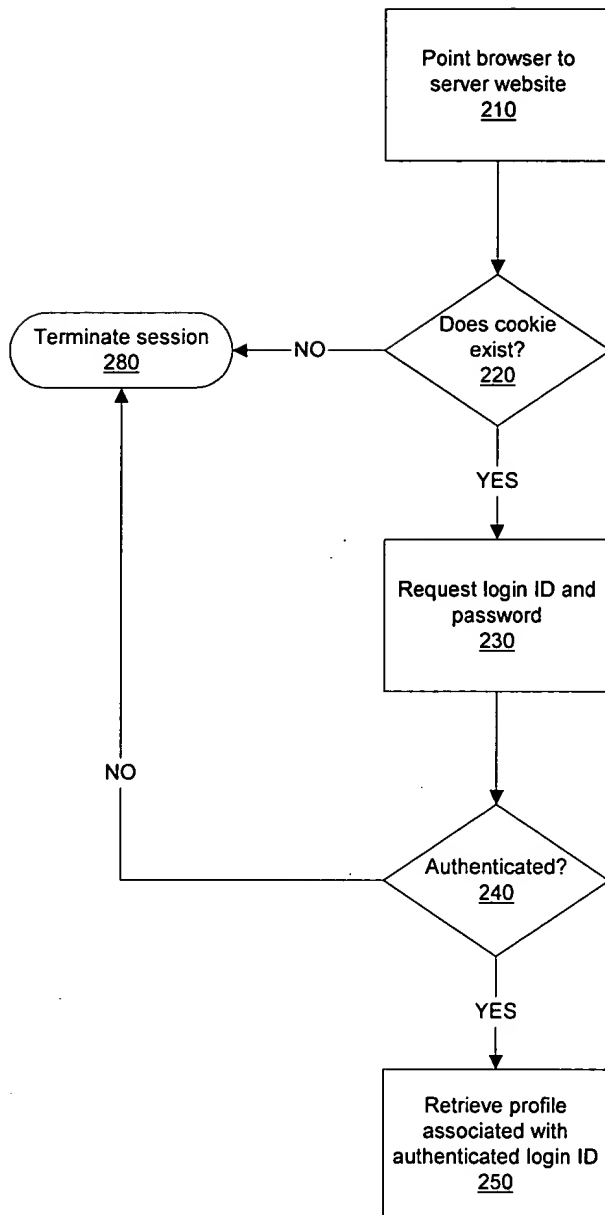 Point browser to
server website
210
Does cookie
exist?
220
NO
Terminate session
280
YES
Request login ID and
password
230
NO
Authenticated?
240
YES
Retrieve profile
associated with
authenticated login ID
250